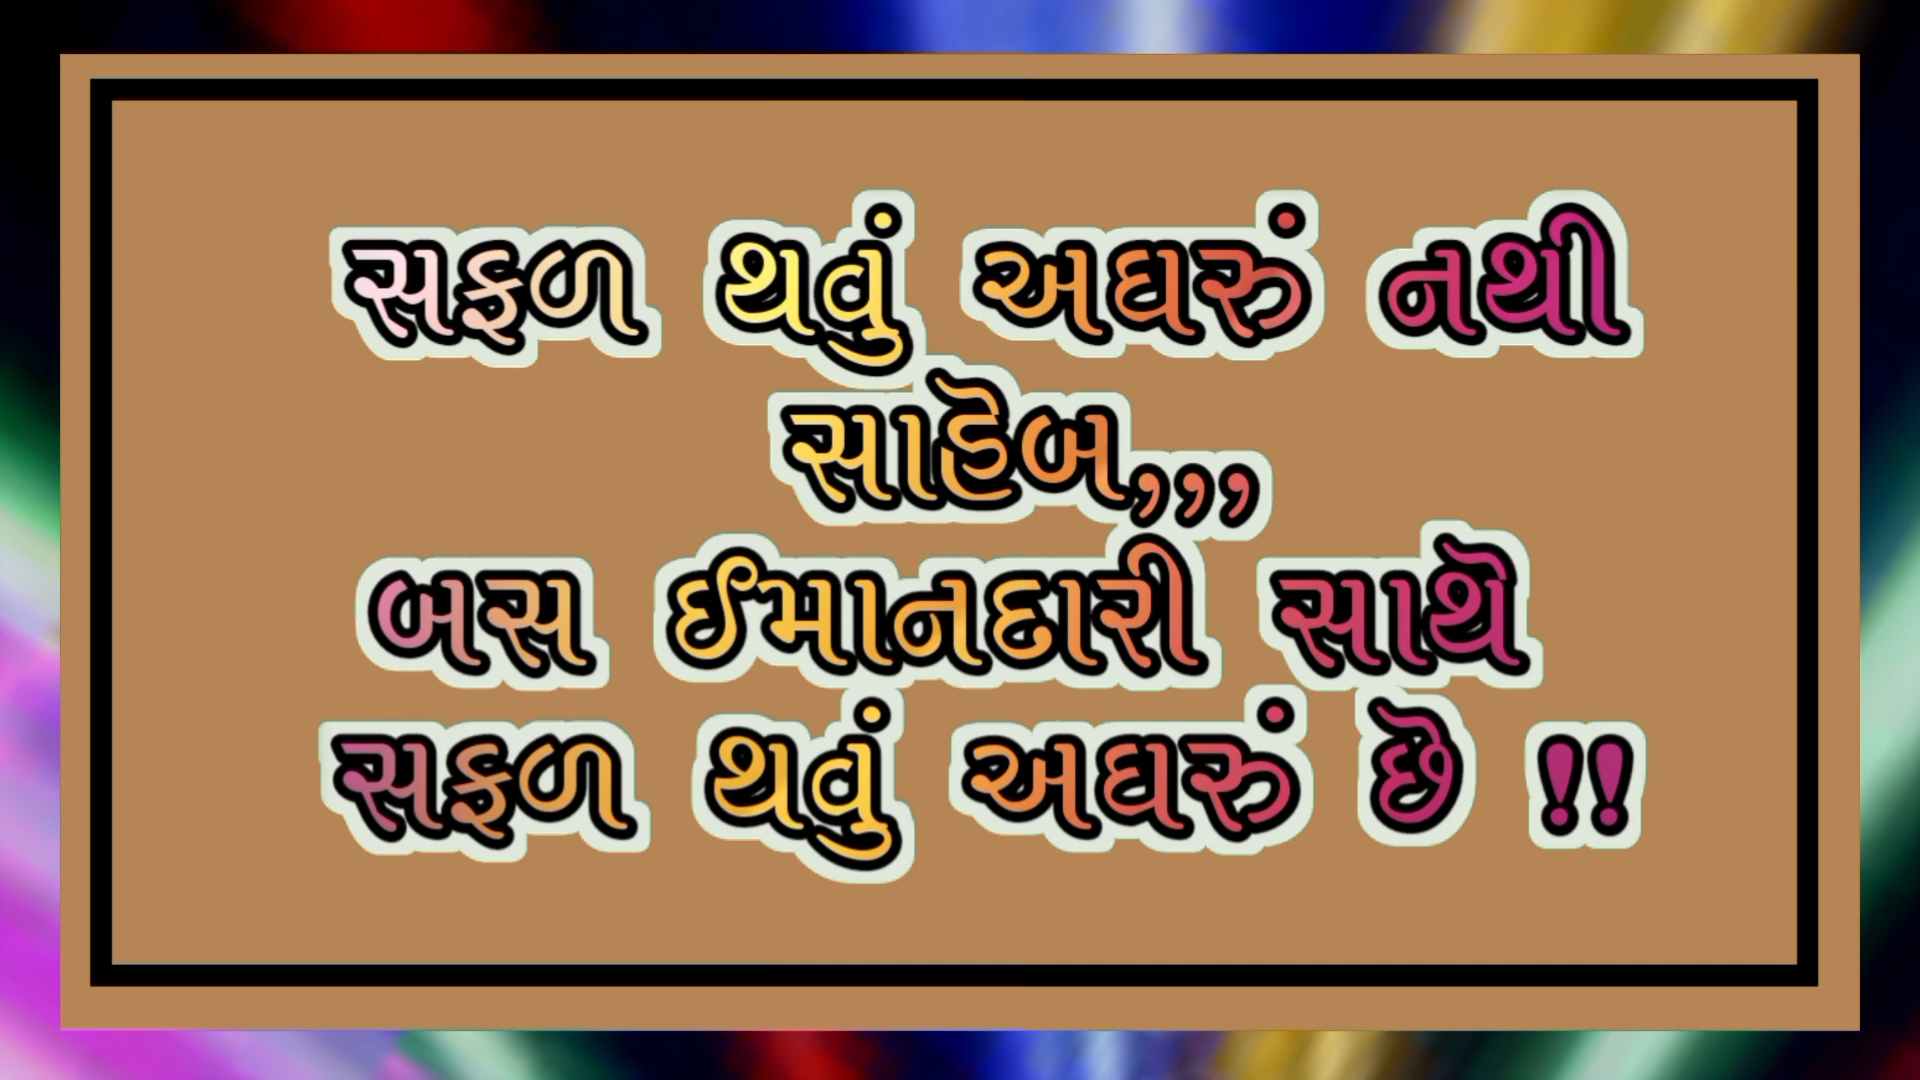 સફળ થવું અઘરું નથી
સાહેબ,,,
બસ ઈમાનદારી સાથે
સફળ થવું અઘરું છે !!